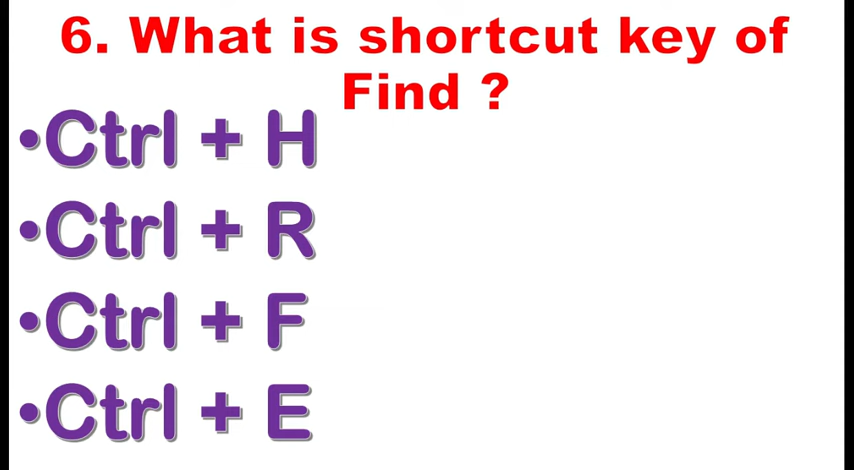 6. What is shortcut key of
Find ?
•Ctrl + H
•Ctrl + R
•Ctrl + F
•Ctrl + E